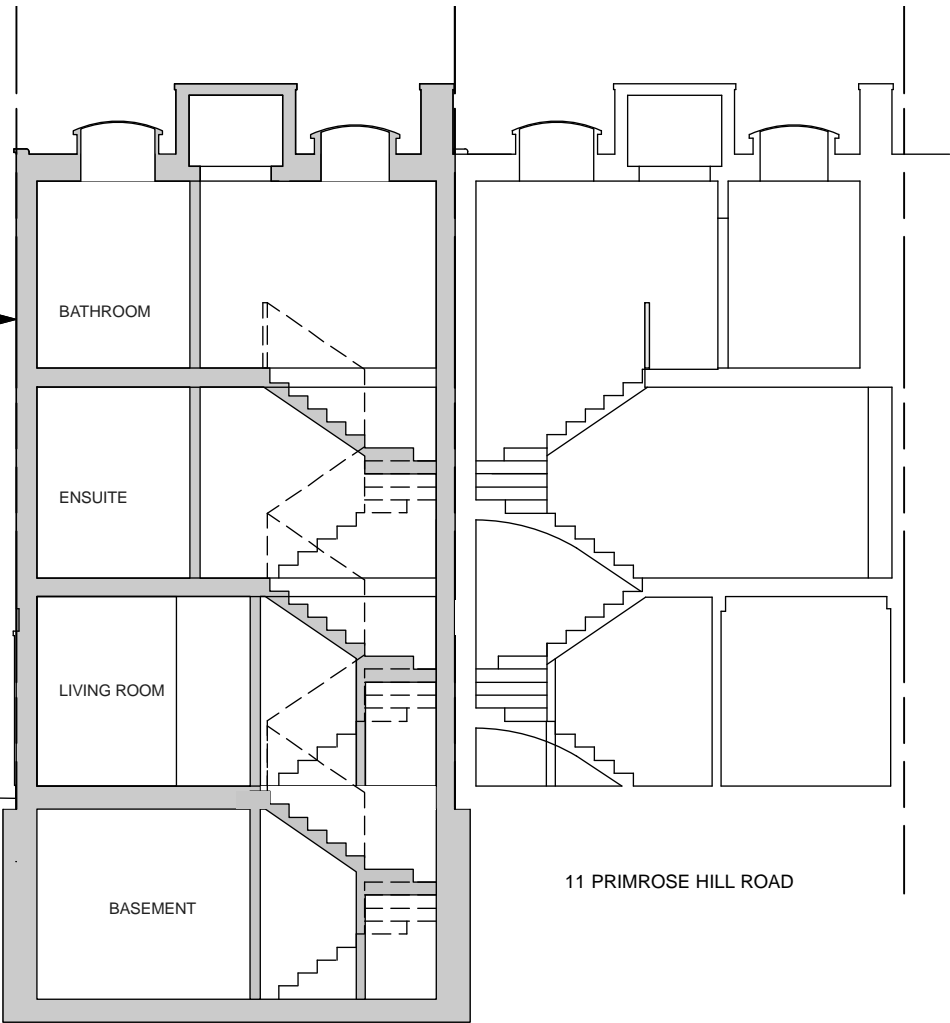 BATHROOM
ENSUITE
LIVING ROOM
BASEMENT
11 PRIMROSE HILL ROAD